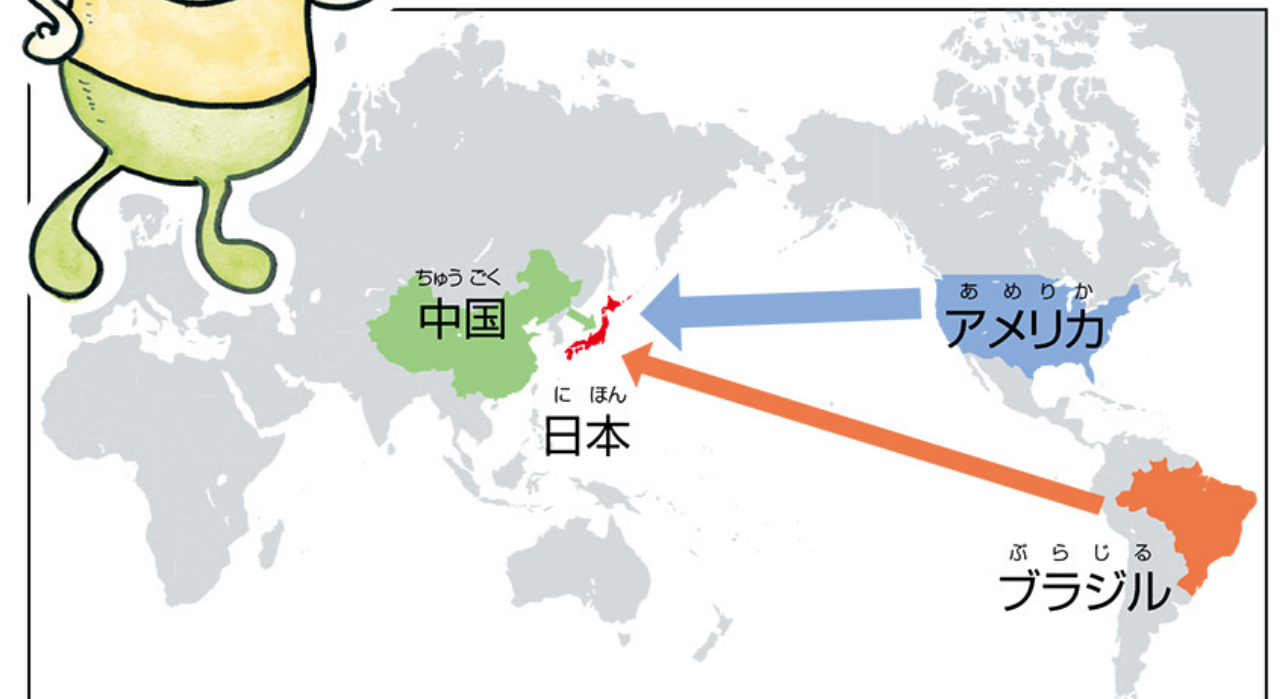 ちゅうごく
中国
あめりか
アメリカ
にほん
日本
ぶらじる
ブラジル